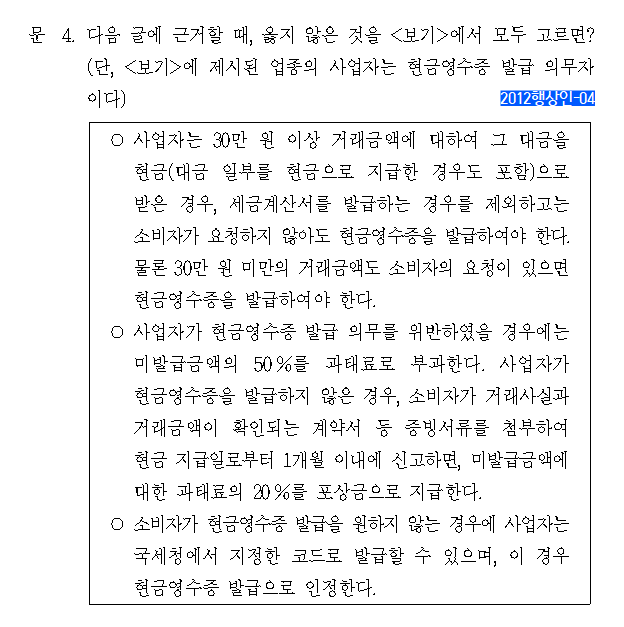 문 4. 다음 글에 근거할 때, 옳지 않은 것을 <보기>에서 모두 고르면?
(단, <보기>에 제시된 업종의 사업자는 현금영수증 발급 의무자
이다) 2012행상인-04
○ 사업자는 30만 원 이상 거래금액에 대하여 그 대금을
현금(대금 일부를 현금으로 지급한 경우도 포함)으로
받은 경우, 세금계산서를 발급하는 경우를 제외하고는
소비자가 요청하지 않아도 현금영수증을 발급하여야 한다.
물론 30만 원 미만의 거래금액도 소비자의 요청이 있으면
현금영수증을 발급하여야 한다.
○ 사업자가 현금영수증 발급 의무를 위반하였을 경우에는
미발급금액의 50%를 과태료로 부과한다. 사업자가
현금영수증을 발급하지 않은 경우, 소비자가 거래사실과
거래금액이 확인되는 계약서 등 증빙서류를 첨부하여
현금 지급일로부터 1개월 이내에 신고하면, 미발급금액에
대한 과태료의 20%를 포상금으로 지급한다.
○ 소비자가 현금영수증 발급을 원하지 않는 경우에 사업자는
국세청에서 지정한 코드로 발급할 수 있으며, 이 경우
현금영수증 발급으로 인정한다.